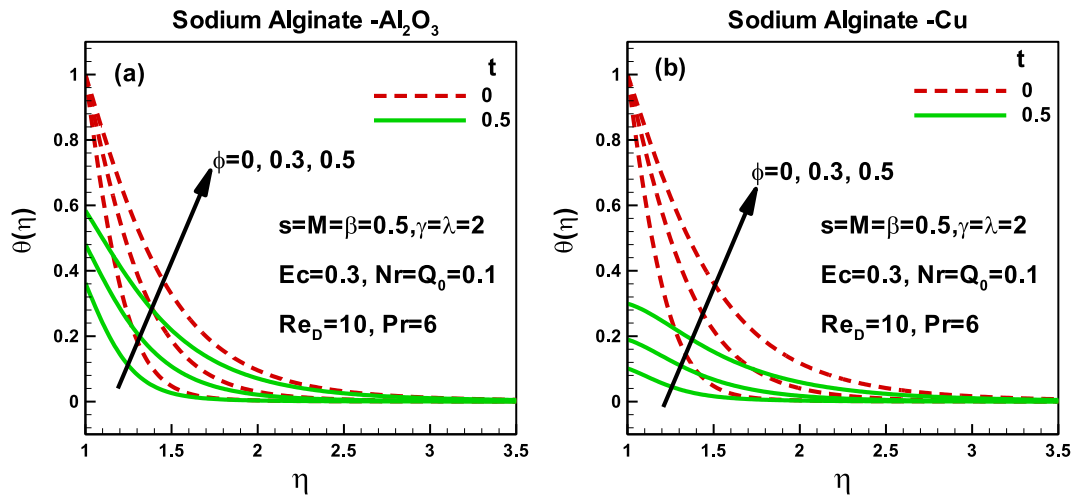 Sodium Alginate -Al₂O₃
(a)
t
0
0.5
ϕ=0, 0.3, 0.5
s=M=β=0.5,γ=λ=2
Ec=0.3, Nr=Q₀=0.1
Re_D=10, Pr=6
θ(η)
1
0.8
0.6
0.4
0.2
0
1
1.5
2
2.5
3
3.5
η
Sodium Alginate -Cu
(b)
t
0
0.5
ϕ=0, 0.3, 0.5
s=M=β=0.5,γ=λ=2
Ec=0.3, Nr=Q₀=0.1
Re_D=10, Pr=6
θ(η)
1
0.8
0.6
0.4
0.2
0
1
1.5
2
2.5
3
3.5
η